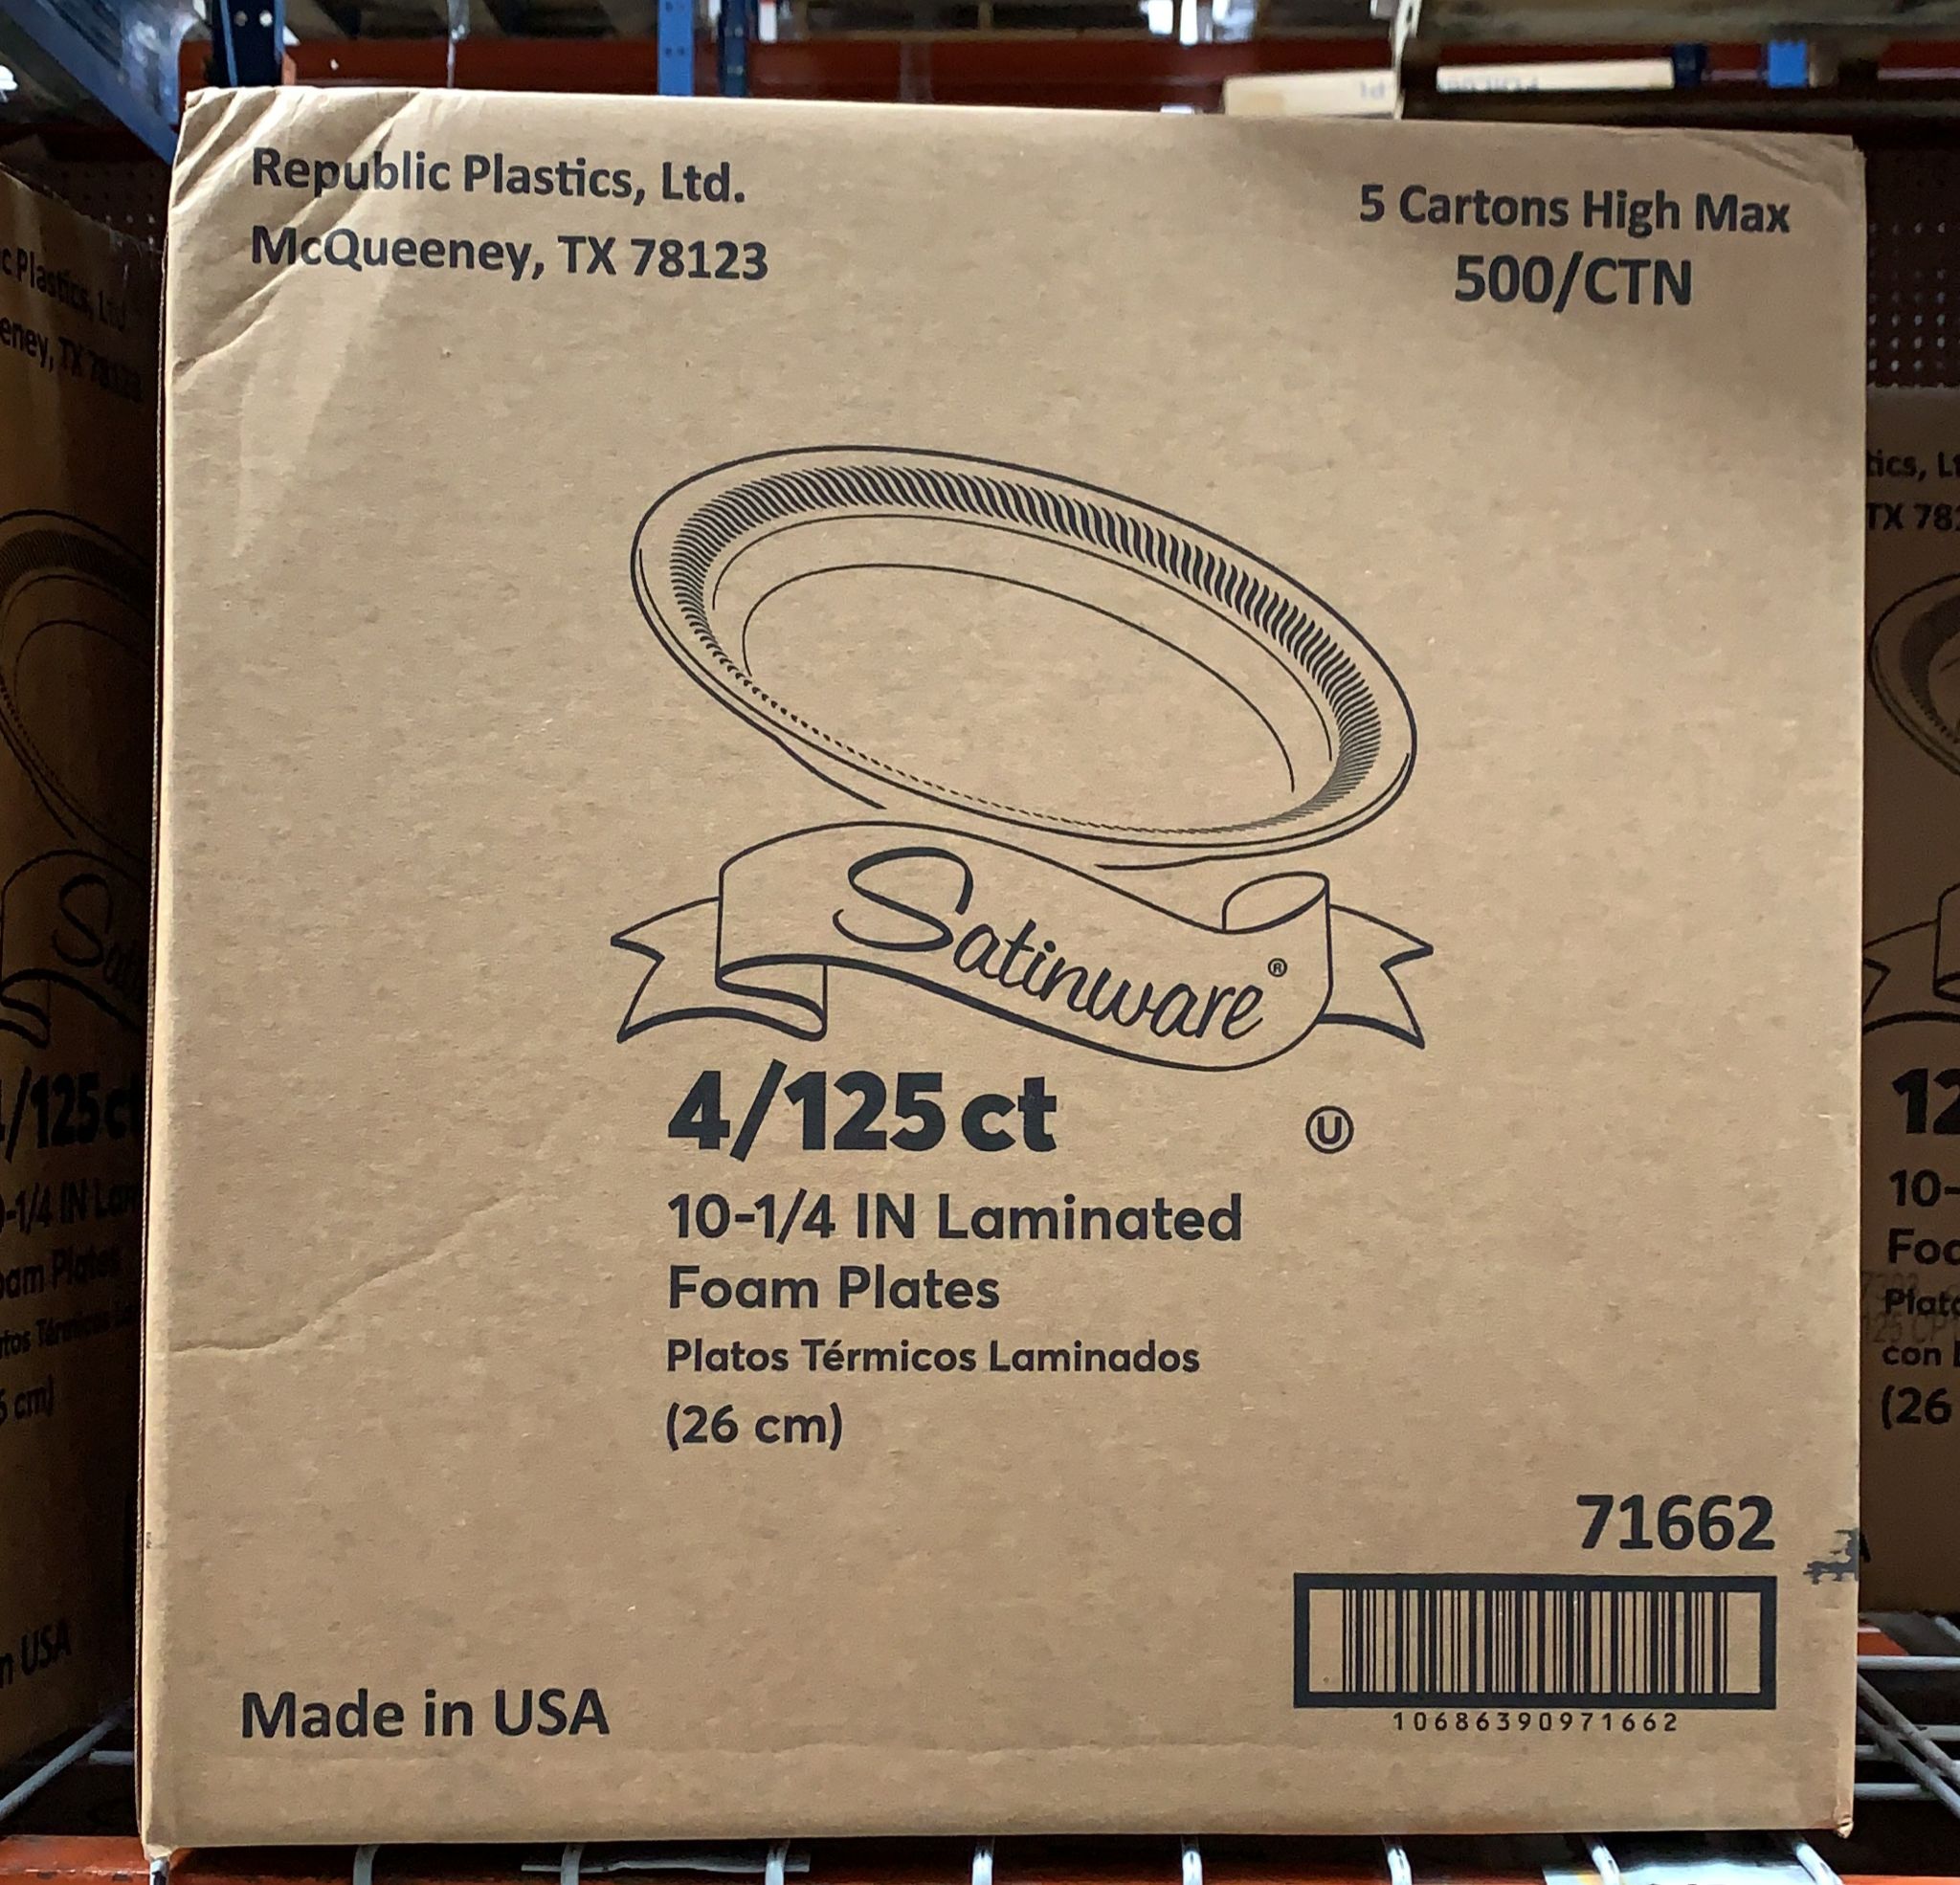 Republic Plastics, Ltd.
McQueeney, TX 78123
5 Cartons High Max
500/CTN
Satinware®
4/125 ct
Ⓤ
10-1/4 IN Laminated
Foam Plates
Platos Térmicos Laminados
(26 cm)
71662
10686390971662
Made in USA